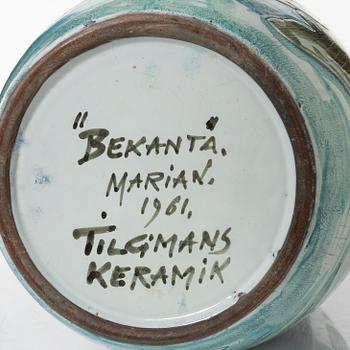 "BEKANTA".
MARIAN.
1961.
TILGMANS
KERAMIK